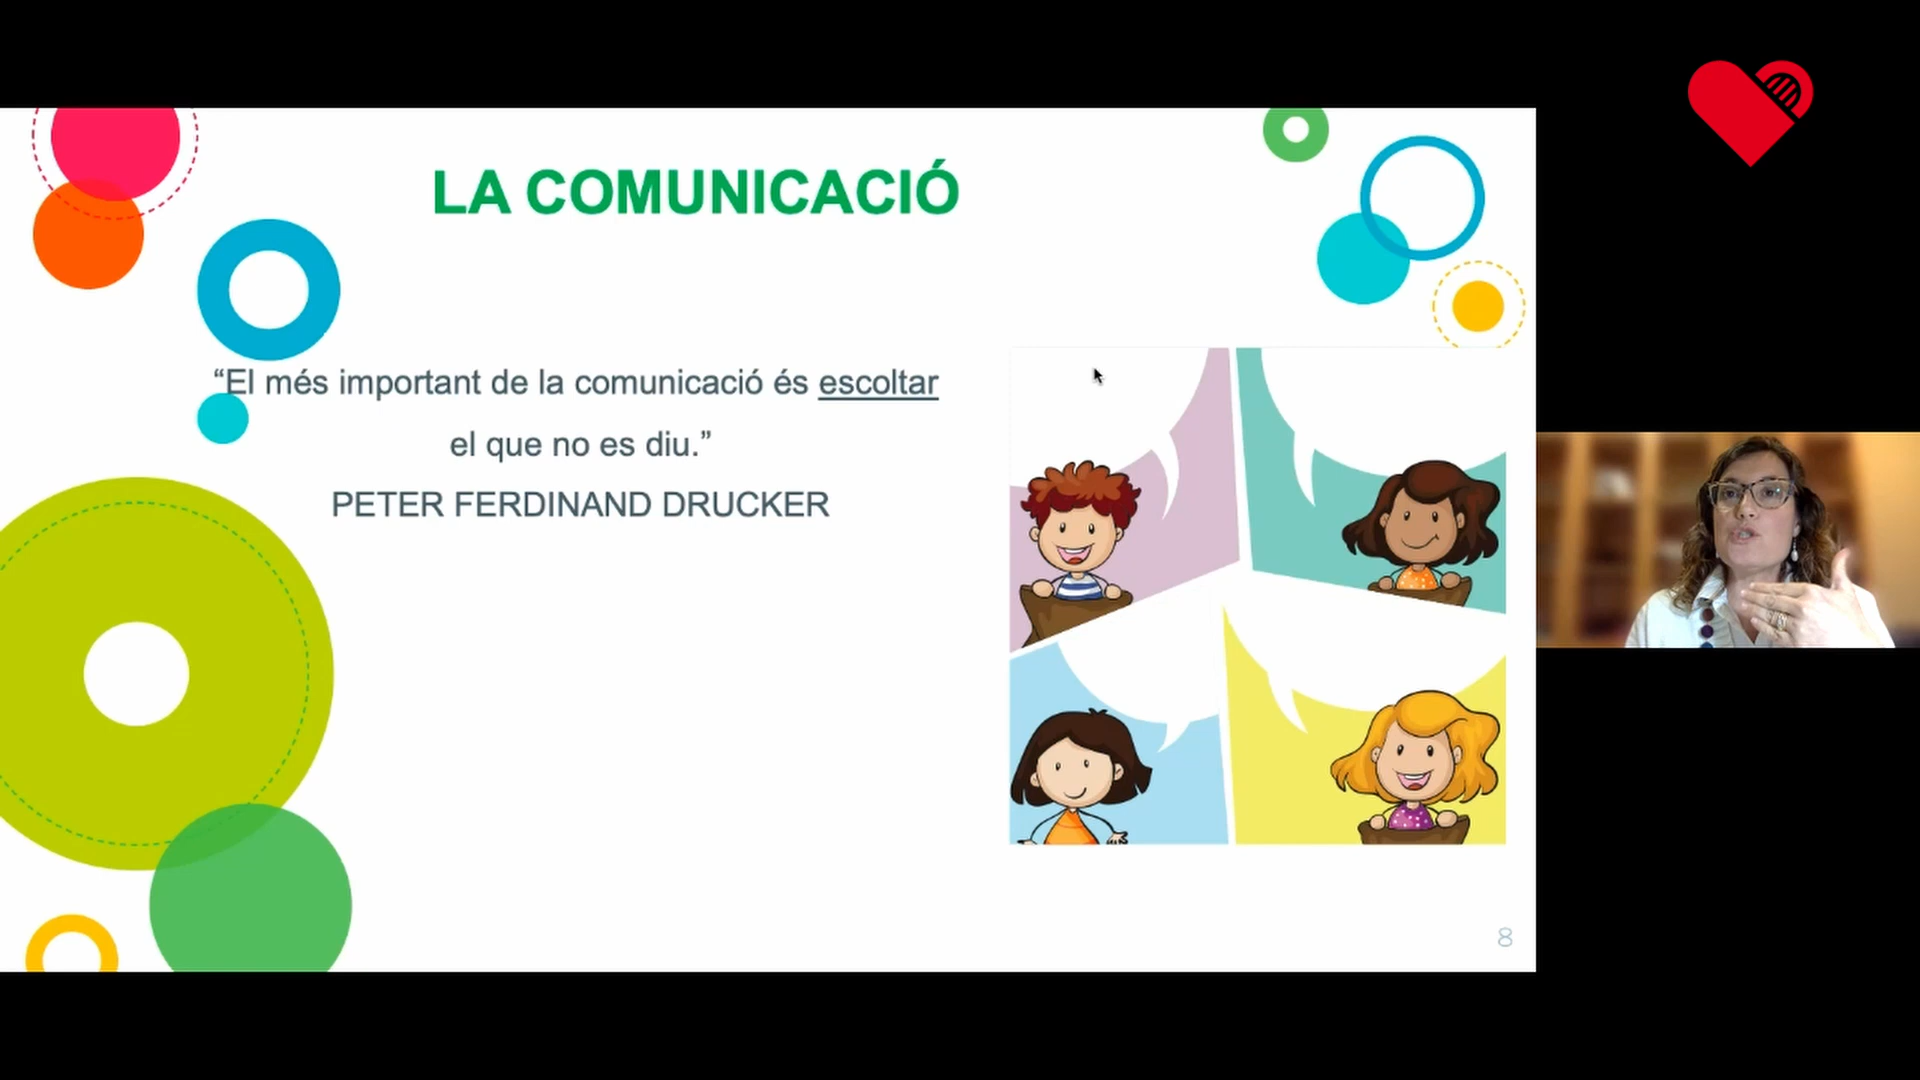 LA COMUNICACIÓ
“El més important de la comunicació és escoltar
el que no es diu.”
PETER FERDINAND DRUCKER
8